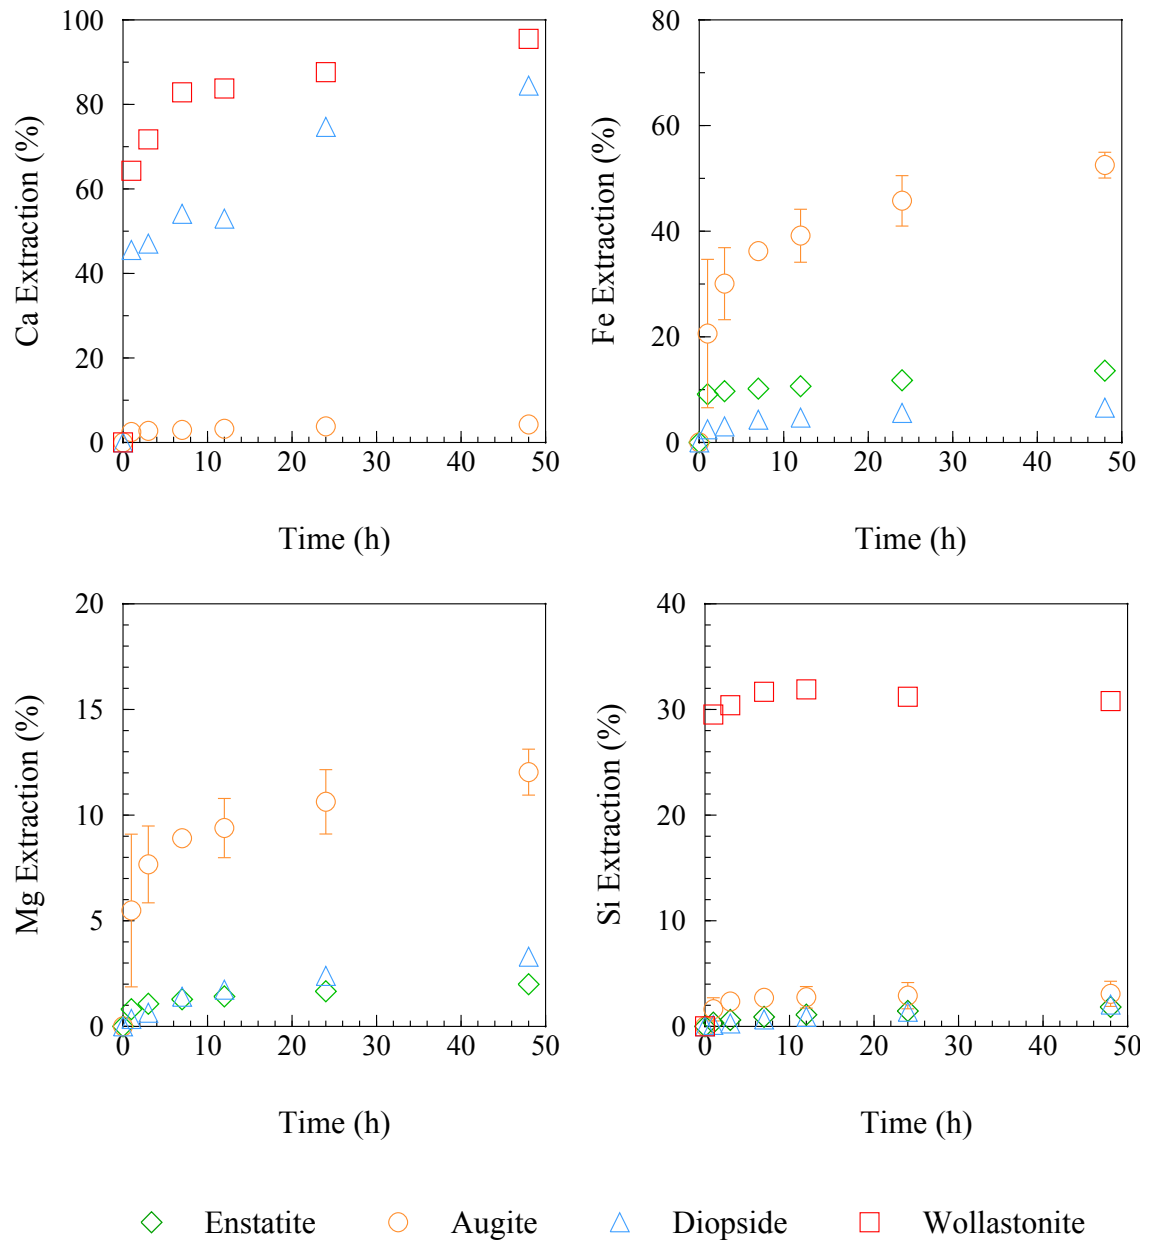 100
80
60
40
20
0
Ca Extraction (%)
0 10 20 30 40 50
Time (h)
80
60
40
20
0
Fe Extraction (%)
0 10 20 30 40 50
Time (h)
20
15
10
5
0
Mg Extraction (%)
0 10 20 30 40 50
Time (h)
40
30
20
10
0
Si Extraction (%)
0 10 20 30 40 50
Time (h)
Enstatite Augite Diopside Wollastonite